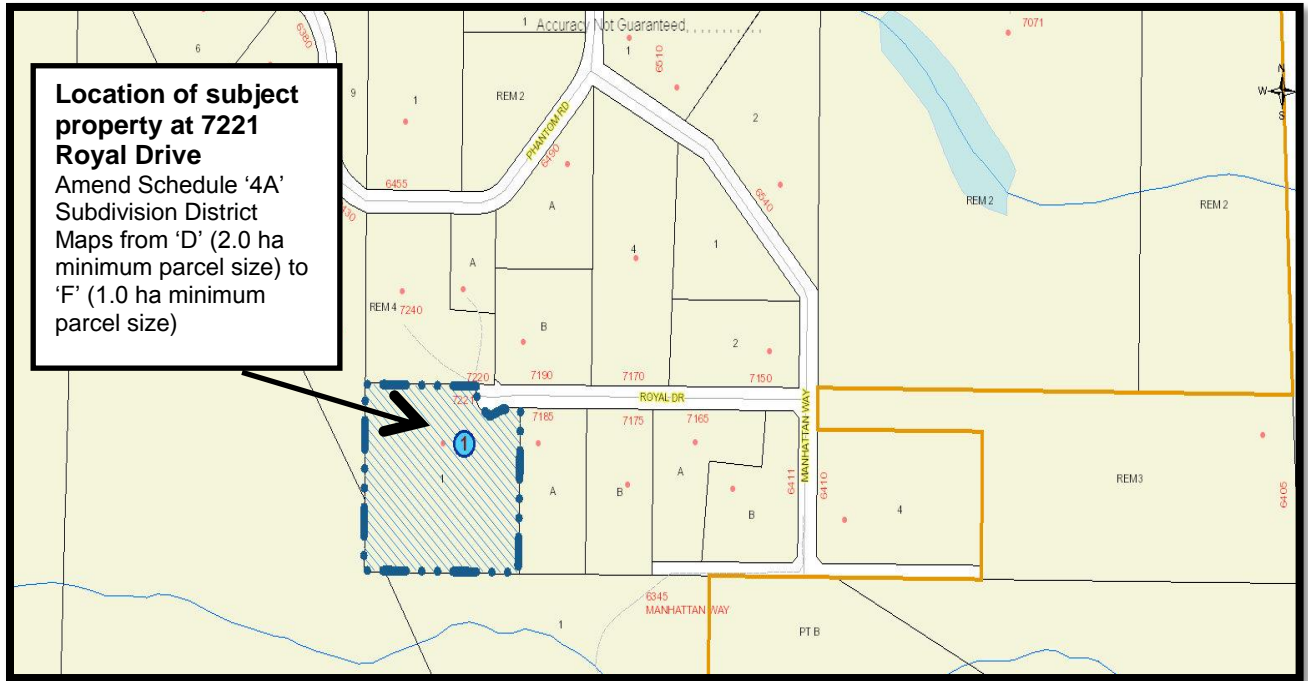 1 Accuracy Not Guaranteed............
7071
6380
6
1
6510
N
W
S
Location of subject
property at 7221
Royal Drive
Amend Schedule ‘4A’
Subdivision District
Maps from ‘D’ (2.0 ha
minimum parcel size) to
‘F’ (1.0 ha minimum
parcel size)
9
1
REM 2
2
PHANTOM RD
6490
6455
6540
REM 2
REM 2
A
4
1
A
REM 4 7240
B
2
7220
7190
7170
7150
7221
ROYAL DR
7185
7175
7165
MANHATTAN WAY
1
1
A
B
A
B
6411
6410
4
REM3
6405
6345
MANHATTAN WAY
1
PT B